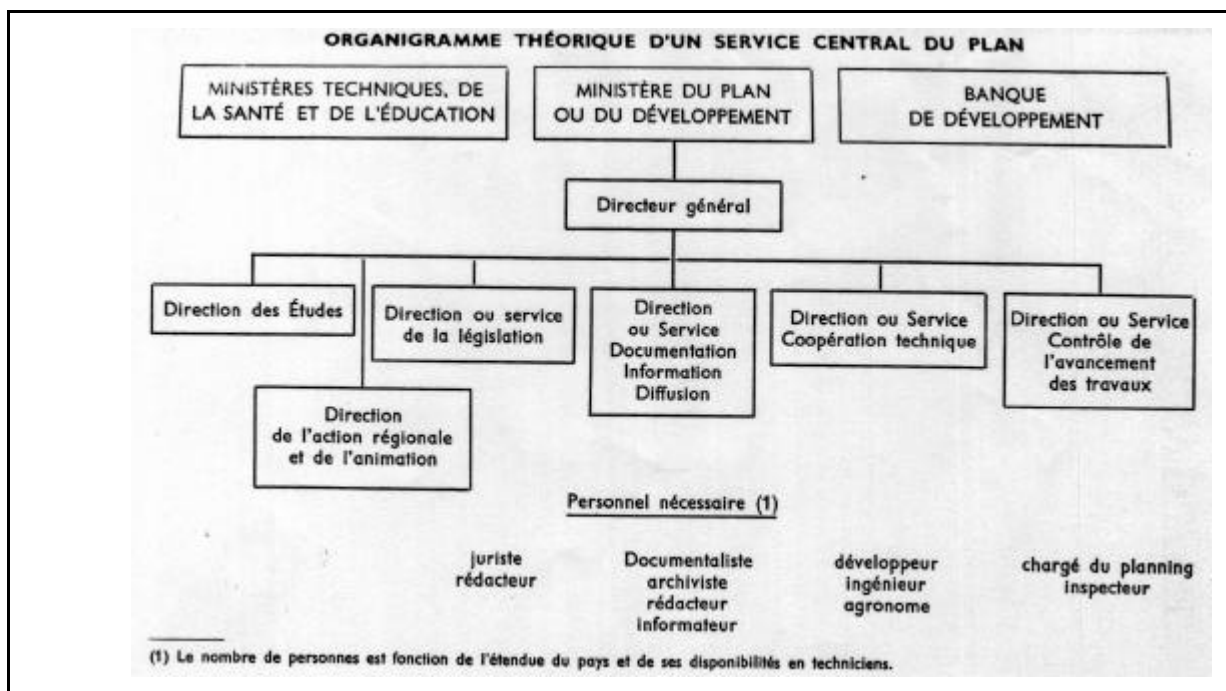 ORGANIGRAMME THÉORIQUE D'UN SERVICE CENTRAL DU PLAN
MINISTÈRES TECHNIQUES, DE
LA SANTÉ ET DE L'ÉDUCATION
MINISTÈRE DU PLAN
OU DU DÉVELOPPEMENT
BANQUE
DE DÉVELOPPEMENT
Directeur général
Direction des Études
Direction ou service
de la législation
Direction
ou Service
Documentation
Information
Diffusion
Direction ou Service
Coopération technique
Direction ou Service
Contrôle de
l'avancement
des travaux
Direction
de l'action régionale
et de l'animation
Personnel nécessaire (1)
juriste
rédacteur
Documentaliste
archiviste
rédacteur
informateur
développeur
ingénieur
agronome
chargé du planning
inspecteur
(1) Le nombre de personnes est fonction de l'étendue du pays et de ses disponibilités en techniciens.